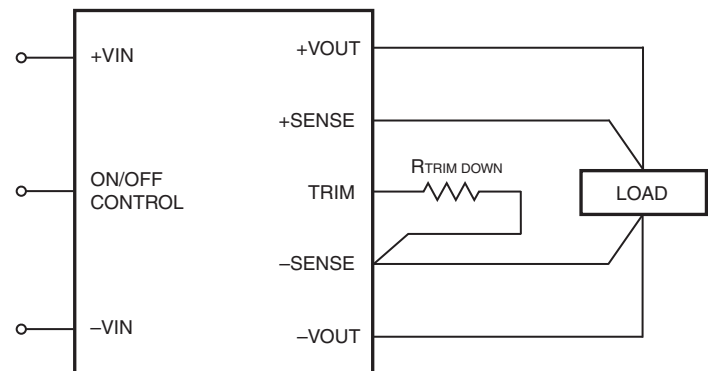 +VIN
ON/OFF
CONTROL
–VIN
+VOUT
+SENSE
TRIM
–SENSE
–VOUT
RTRIM DOWN
LOAD